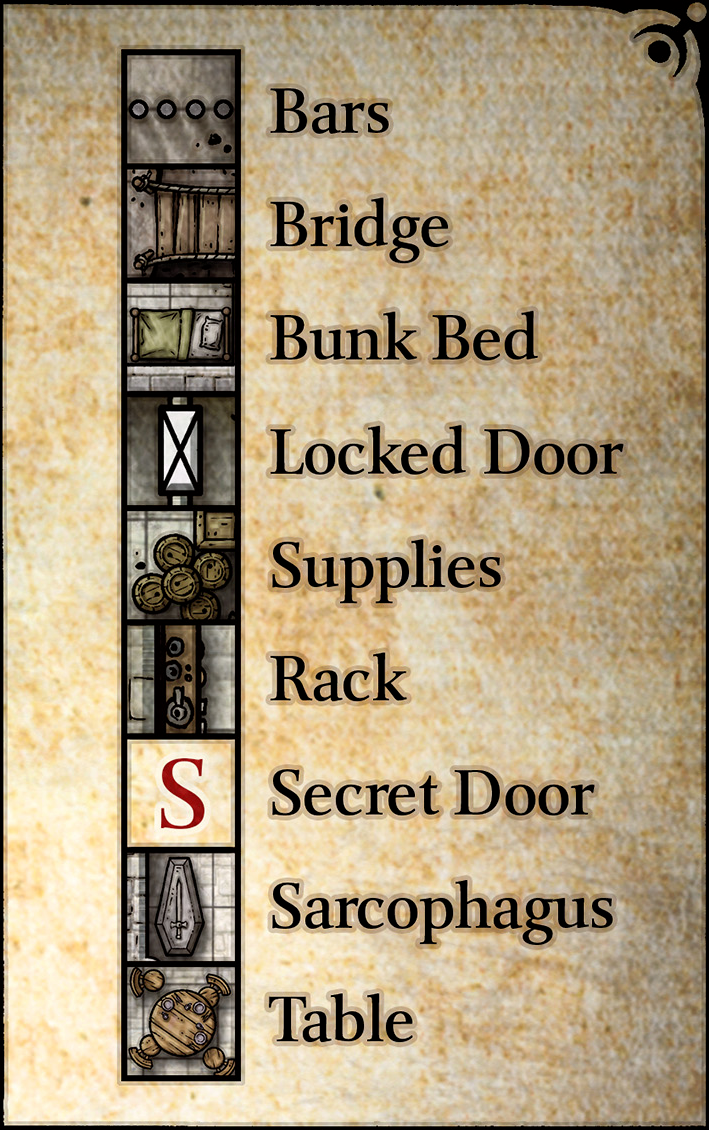 Bars
Bridge
Bunk Bed
Locked Door
Supplies
Rack
S Secret Door
Sarcophagus
Table